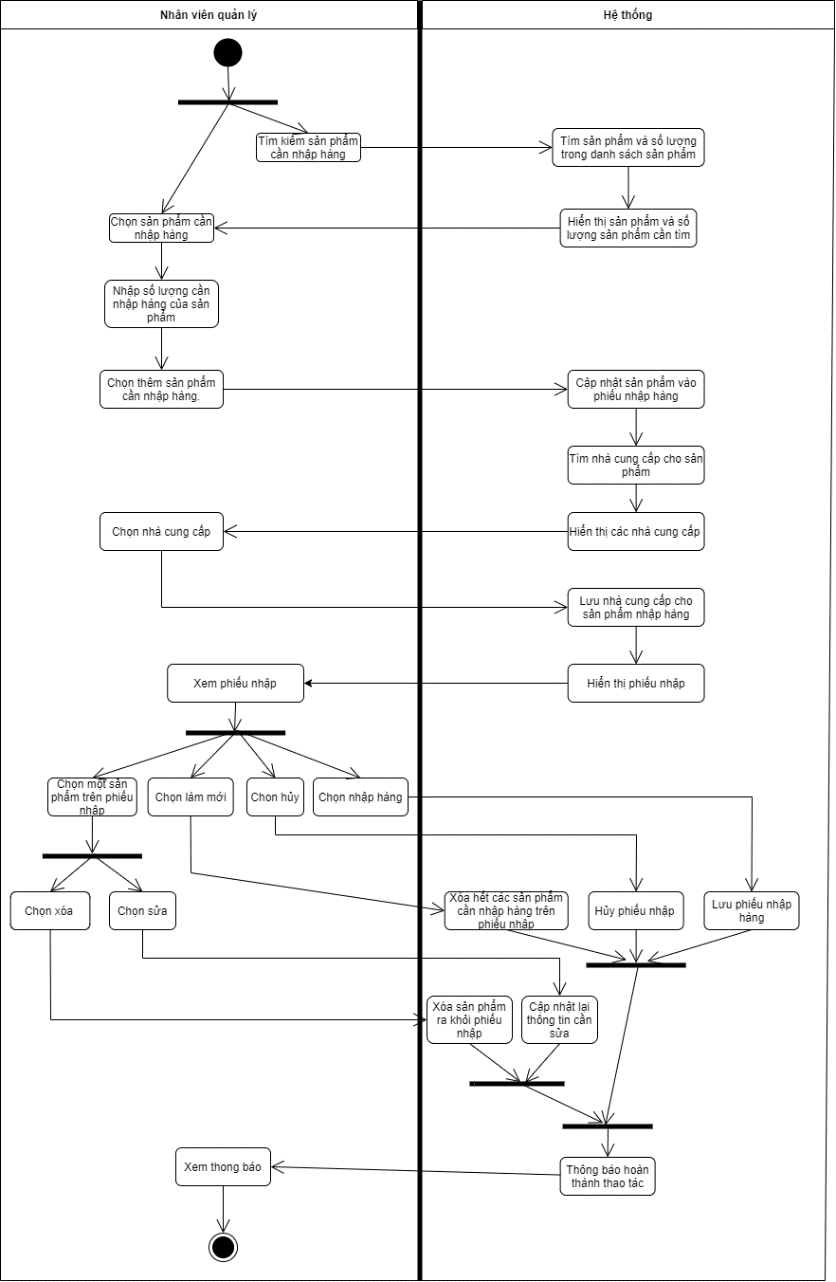 Nhân viên quản lý
Hệ thống
Tìm kiếm sản phẩm
cần nhập hàng
Tìm sản phẩm và số lượng
trong danh sách sản phẩm
Chọn sản phẩm cần
nhập hàng
Hiển thị sản phẩm và số
lượng sản phẩm cần tìm
Nhập số lượng cần
nhập hàng của sản
phẩm
Chọn thêm sản phẩm
cần nhập hàng.
Cập nhật sản phẩm vào
phiếu nhập hàng
Tìm nhà cung cấp cho sản
phẩm
Chọn nhà cung cấp
Hiển thị các nhà cung cấp
Lưu nhà cung cấp cho
sản phẩm nhập hàng
Xem phiếu nhập
Hiển thị phiếu nhập
Chọn một sản
phẩm trên phiếu
nhập
Chọn làm mới
Chon hủy
Chọn nhập hàng
Chọn xóa
Chọn sửa
Xóa hết các sản phẩm
cần nhập hàng trên
phiếu nhập
Hủy phiếu nhập
Lưu phiếu nhập
hàng
Xóa sản phẩm
ra khỏi phiếu
nhập
Cập nhật lại
thông tin cần
sửa
Xem thong báo
Thông báo hoàn
thành thao tác